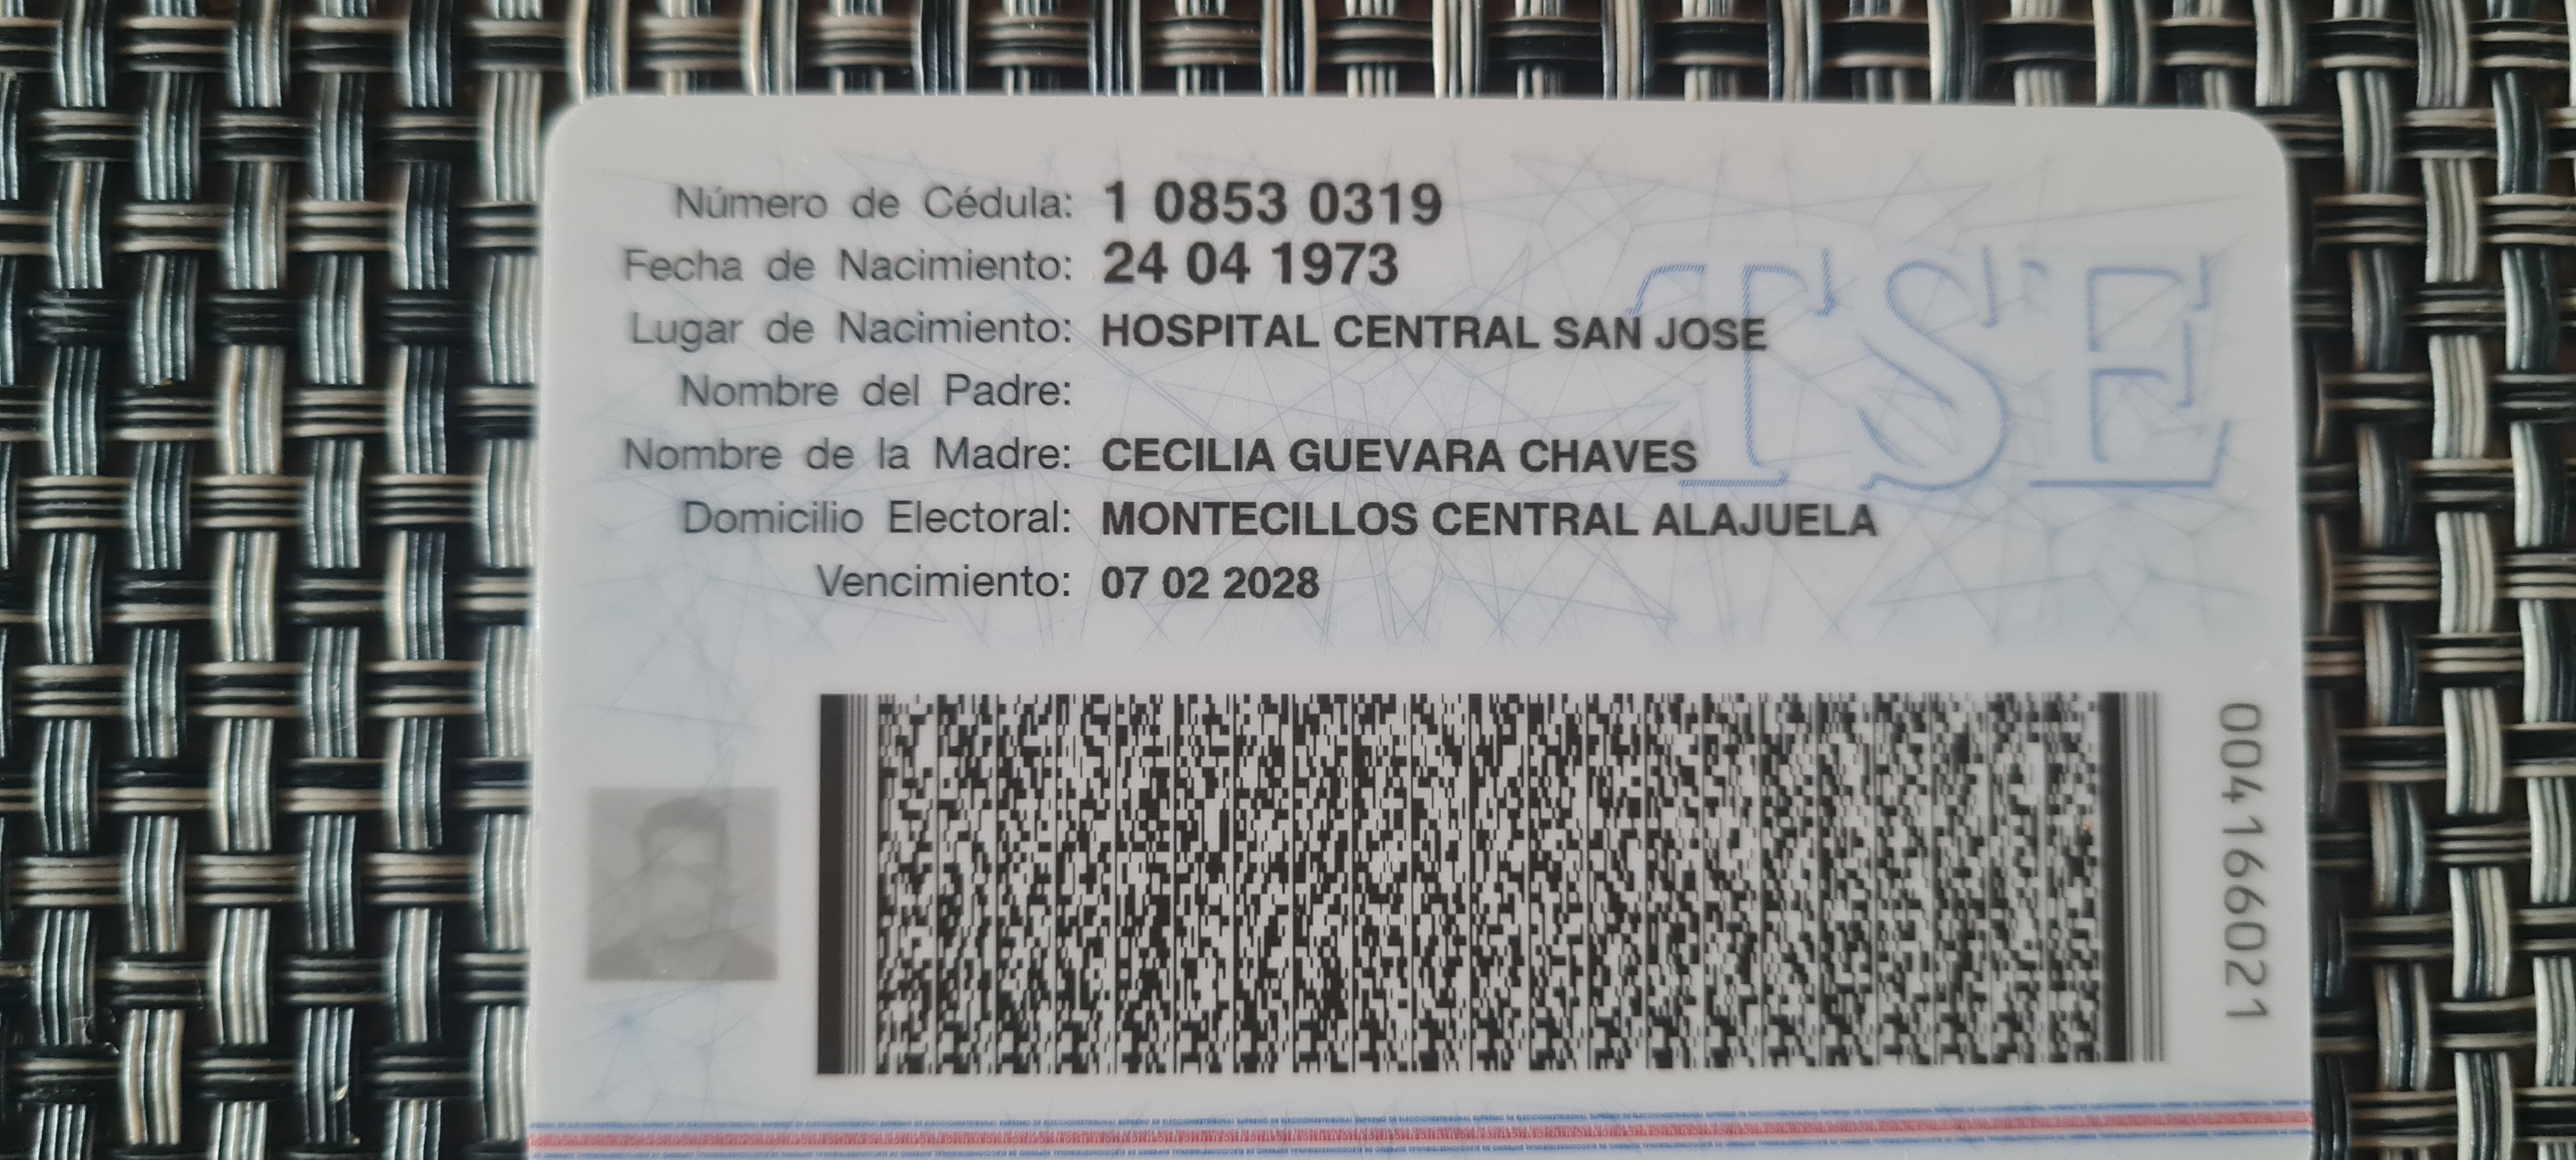 Número de Cédula: 1 0853 0319
Fecha de Nacimiento: 24 04 1973
Lugar de Nacimiento: HOSPITAL CENTRAL SAN JOSE
Nombre del Padre:
Nombre de la Madre: CECILIA GUEVARA CHAVES
Domicilio Electoral: MONTECILLOS CENTRAL ALAJUELA
Vencimiento: 07 02 2028
TSE
004166021